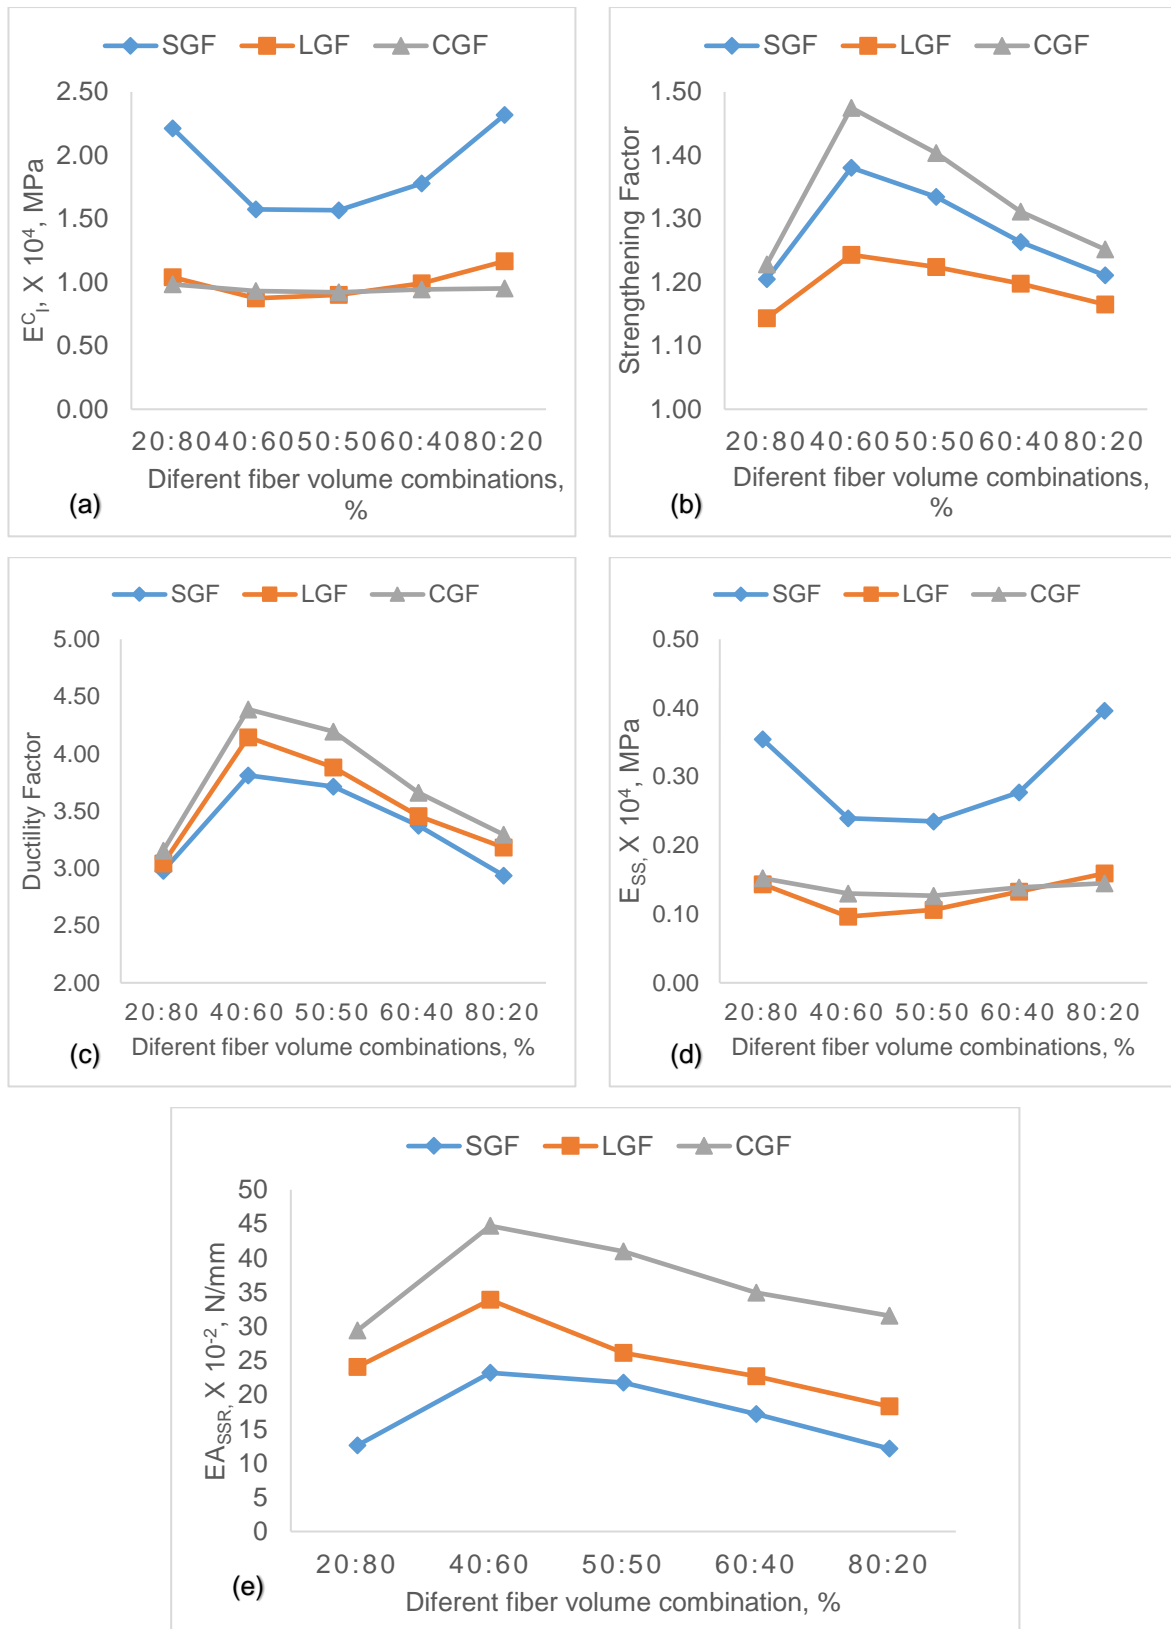 SGF LGF CGF
2.50
2.00
1.50
1.00
0.50
0.00
E^C_I, X 10^4, MPa
20:80 40:60 50:50 60:40 80:20
Diferent fiber volume combinations,
%
(a)
SGF LGF CGF
1.50
1.40
1.30
1.20
1.10
1.00
Strengthening Factor
20:80 40:60 50:50 60:40 80:20
Diferent fiber volume combinations,
%
(b)
SGF LGF CGF
5.00
4.50
4.00
3.50
3.00
2.50
2.00
Ductility Factor
20:80 40:60 50:50 60:40 80:20
Diferent fiber volume combinations, %
(c)
SGF LGF CGF
0.50
0.40
0.30
0.20
0.10
0.00
E_SS, X 10^4, MPa
20:80 40:60 50:50 60:40 80:20
Diferent fiber volume combinations, %
(d)
SGF LGF CGF
50
45
40
35
30
25
20
15
10
5
0
EA_SSR, X 10^-2, N/mm
20:80 40:60 50:50 60:40 80:20
Diferent fiber volume combination, %
(e)